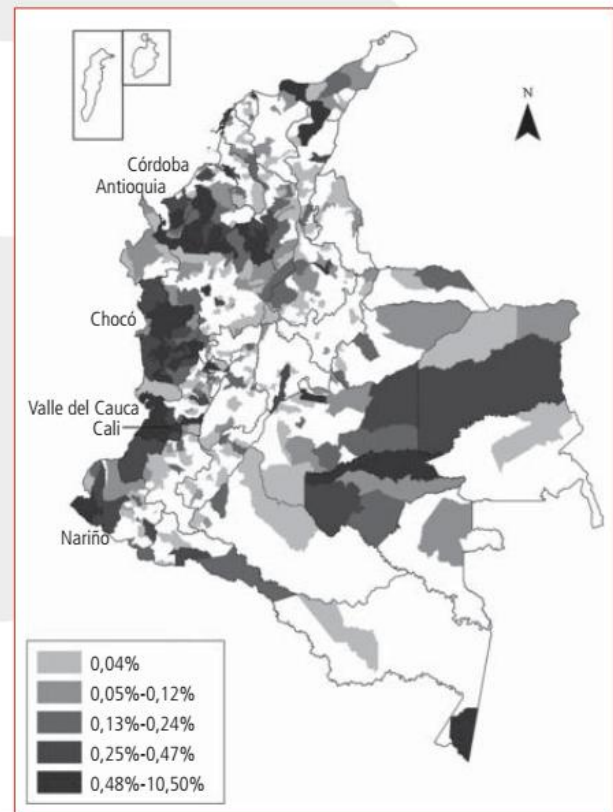 N
Córdoba
Antioquia
Chocó
Valle del Cauca
Cali
Nariño
0,04%
0,05%-0,12%
0,13%-0,24%
0,25%-0,47%
0,48%-10,50%